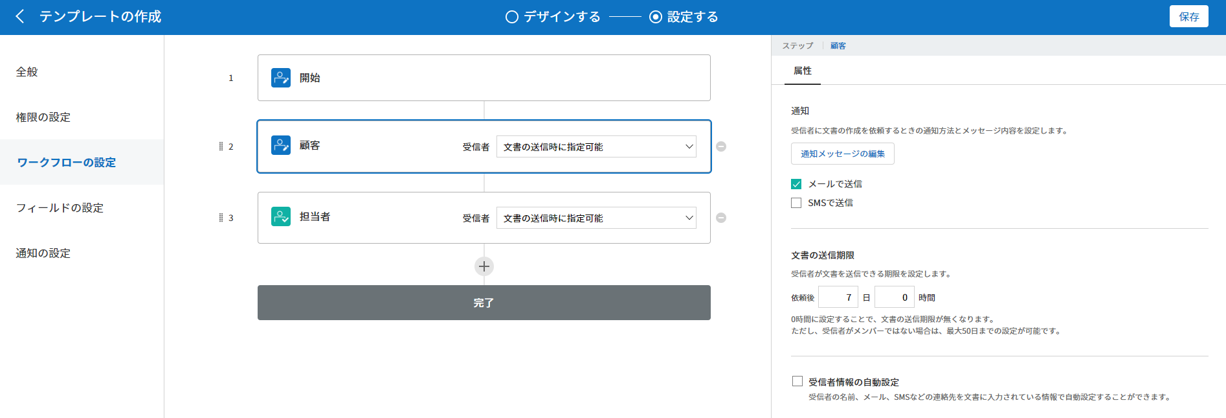 テンプレートの作成
デザインする
設定する
保存
全般
権限の設定
ワークフローの設定
フィールドの設定
通知の設定
1
開始
2
顧客
受信者
文書の送信時に指定可能
3
担当者
受信者
文書の送信時に指定可能
完了
ステップ
顧客
属性
通知
受信者に文書の作成を依頼するときの通知方法とメッセージ内容を設定します。
通知メッセージの編集
メールで送信
SMSで送信
文書の送信期限
受信者が文書を送信できる期限を設定します。
依頼後 7 日 0 時間
0時間に設定することで、文書の送信期限が無くなります。
ただし、受信者がメンバーではない場合は、最大50日までの設定が可能です。
受信者情報の自動設定
受信者の名前、メール、SMSなどの連絡先を文書に入力されている情報で自動設定することができます。